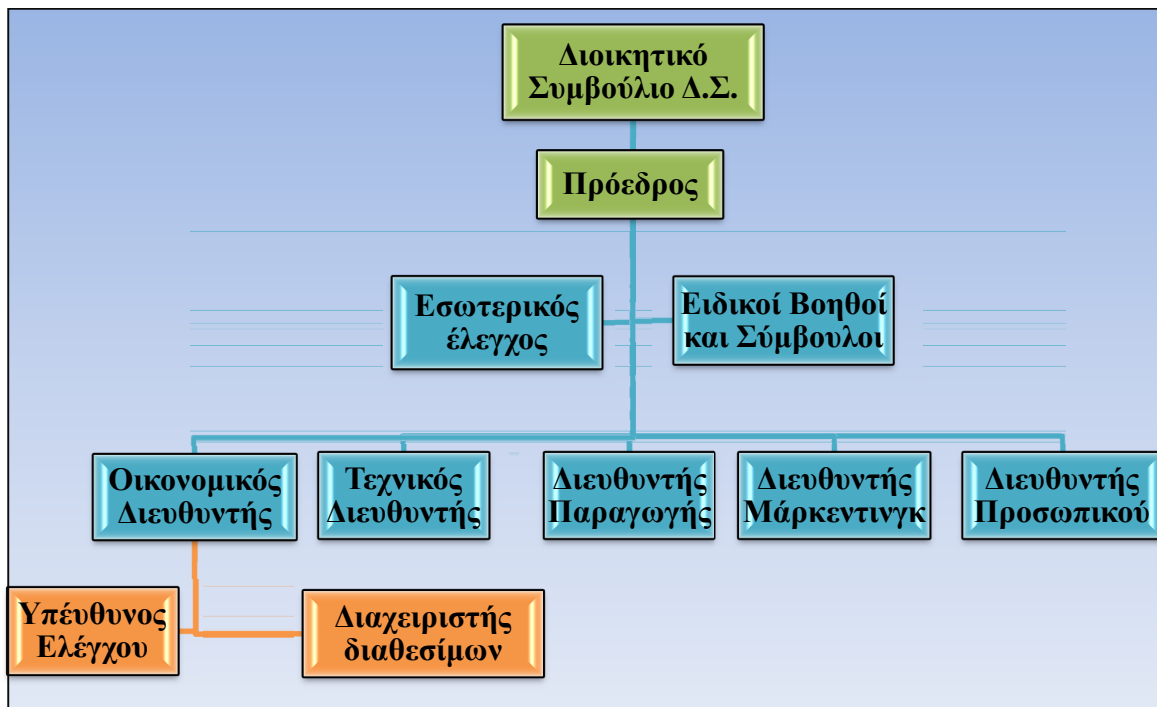 Διοικητικό
Συμβούλιο Δ.Σ.
Πρόεδρος
Εσωτερικός
έλεγχος
Ειδικοί Βοηθοί
και Σύμβουλοι
Οικονομικός
Διευθυντής
Τεχνικός
Διευθυντής
Διευθυντής
Παραγωγής
Διευθυντής
Μάρκεντινγκ
Διευθυντής
Προσωπικού
Υπέυθυνος
Ελέγχου
Διαχειριστής
διαθεσίμων